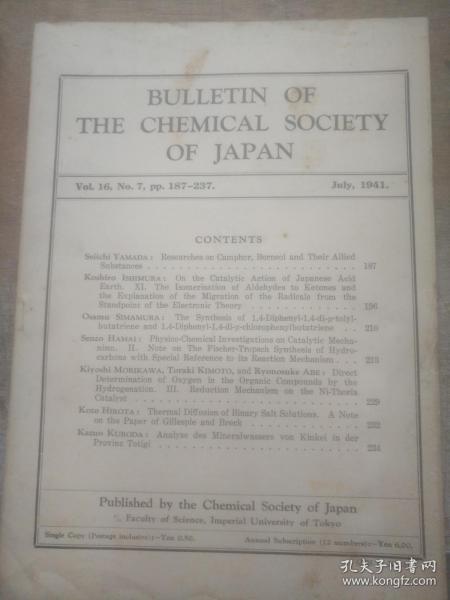 BULLETIN OF
THE CHEMICAL SOCIETY
OF JAPAN
Vol. 16, No. 7, pp. 187-237. July, 1941.
CONTENTS
Seiichi YAMADA: Researches on Camphor, Borneol and Their Allied
Substances 187
Koshiro ISHIMURA: On the Catalytic Action of Japanese Acid
Earth. XI. The Isomerisation of Aldehydes to Ketones and
the Explanation of the Migration of the Radicals from the
Standpoint of the Electronic Theory 196
Osamu SIMAMURA: The Synthesis of 1,4-Diphenyl-1,4-di-p-tolyl-
butatriene and 1,4-Diphenyl-1,4-di-p-chlorophenylbutatriene 210
Senzo HAMAI: Physico-Chemical Investigations on Catalytic Mecha-
nism. II. Note on The Fischer-Tropsch Synthesis of Hydro-
carbons with Special Reference to its Reaction Mechanism 213
Kiyoshi MORIKAWA, Toraki KIMOTO, and Ryonosuke ABE: Direct
Determination of Oxygen in the Organic Compounds by the
Hydrogenation. III. Reduction Mechanism on the Ni-Thoria
Catalyst 229
Kozo HIROTA: Thermal Diffusion of Binary Salt Solutions. A Note
on the Paper of Gillespie and Breck 232
Kazuo KURODA: Analyse des Mineralwassers von Kinkei in der
Provinz Totigi 234
Published by the Chemical Society of Japan
℅ Faculty of Science, Imperial University of Tokyo
Single Copy (Postage inclusive):—Yen 0.50. Annual Subscription (12 numbers):—Yen 6.00.
孔夫子旧书网
www.kongfz.com